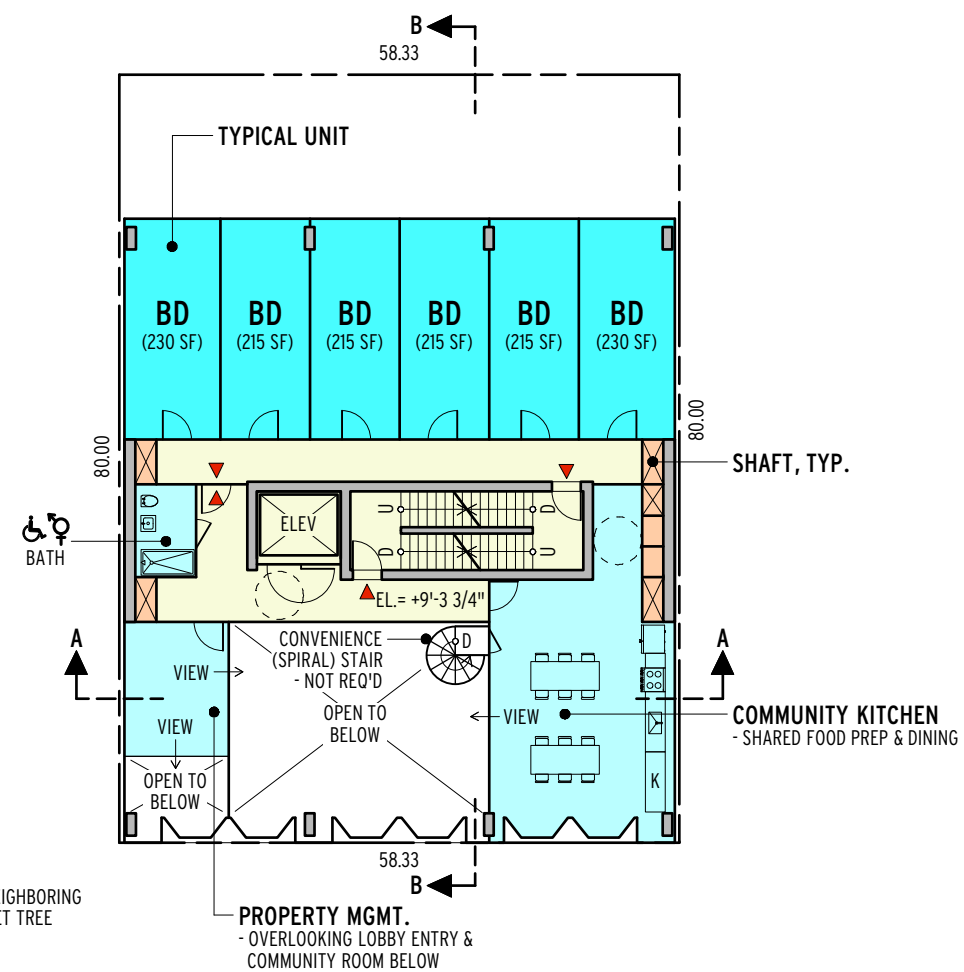 B
58.33
TYPICAL UNIT
BD
(230 SF)
BD
(215 SF)
BD
(215 SF)
BD
(215 SF)
BD
(215 SF)
BD
(230 SF)
80.00
80.00
SHAFT, TYP.
BATH
ELEV
U
D
D
U
EL.= +9'-3 3/4"
A
A
CONVENIENCE
(SPIRAL) STAIR
- NOT REQ'D
D
VIEW
VIEW
VIEW
OPEN TO
BELOW
OPEN TO
BELOW
COMMUNITY KITCHEN
- SHARED FOOD PREP & DINING
K
58.33
B
EIGHBORING
ET TREE
PROPERTY MGMT.
- OVERLOOKING LOBBY ENTRY &
COMMUNITY ROOM BELOW